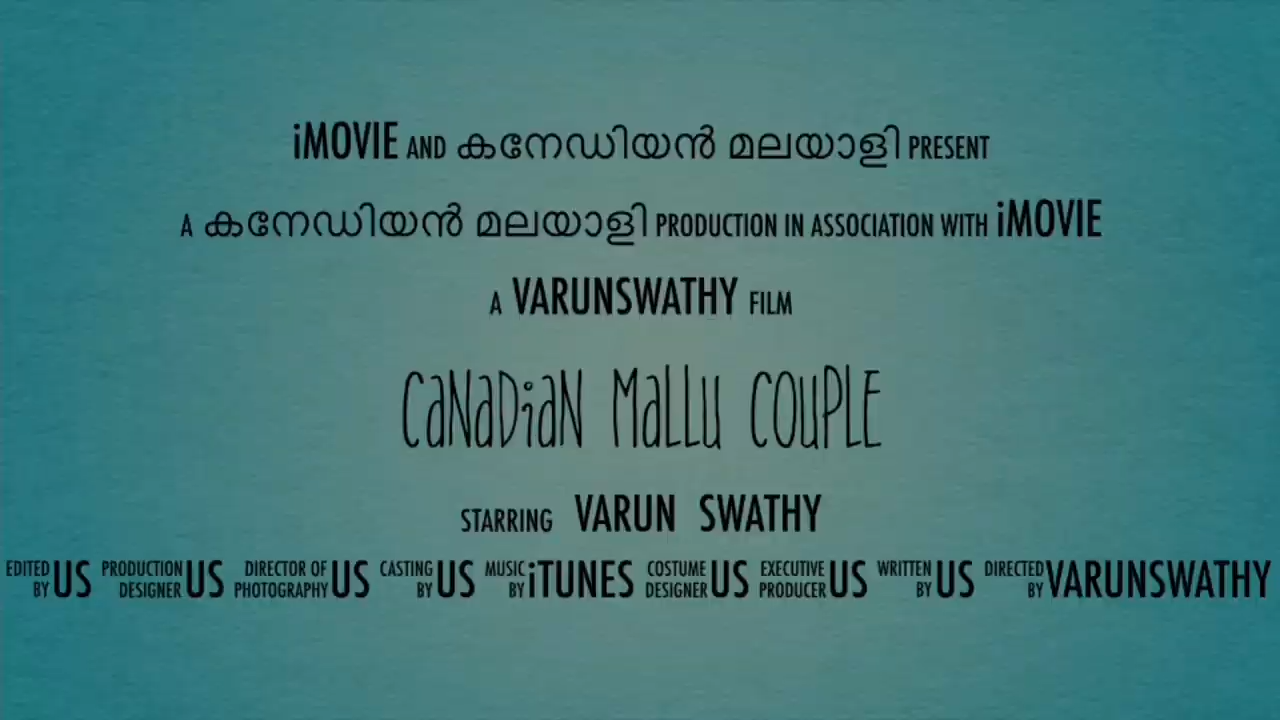 iMOVIE AND കനേഡിയൻ മലയാളി PRESENT
A കനേഡിയൻ മലയാളി PRODUCTION IN ASSOCIATION WITH iMOVIE
A VARUNSWATHY FILM
CANADIAN MALLU COUPLE
STARRING VARUN SWATHY
EDITED BY US PRODUCTION DESIGNER US DIRECTOR OF PHOTOGRAPHY US CASTING BY US MUSIC BY iTUNES COSTUME DESIGNER US EXECUTIVE PRODUCER US WRITTEN BY US DIRECTED BY VARUNSWATHY